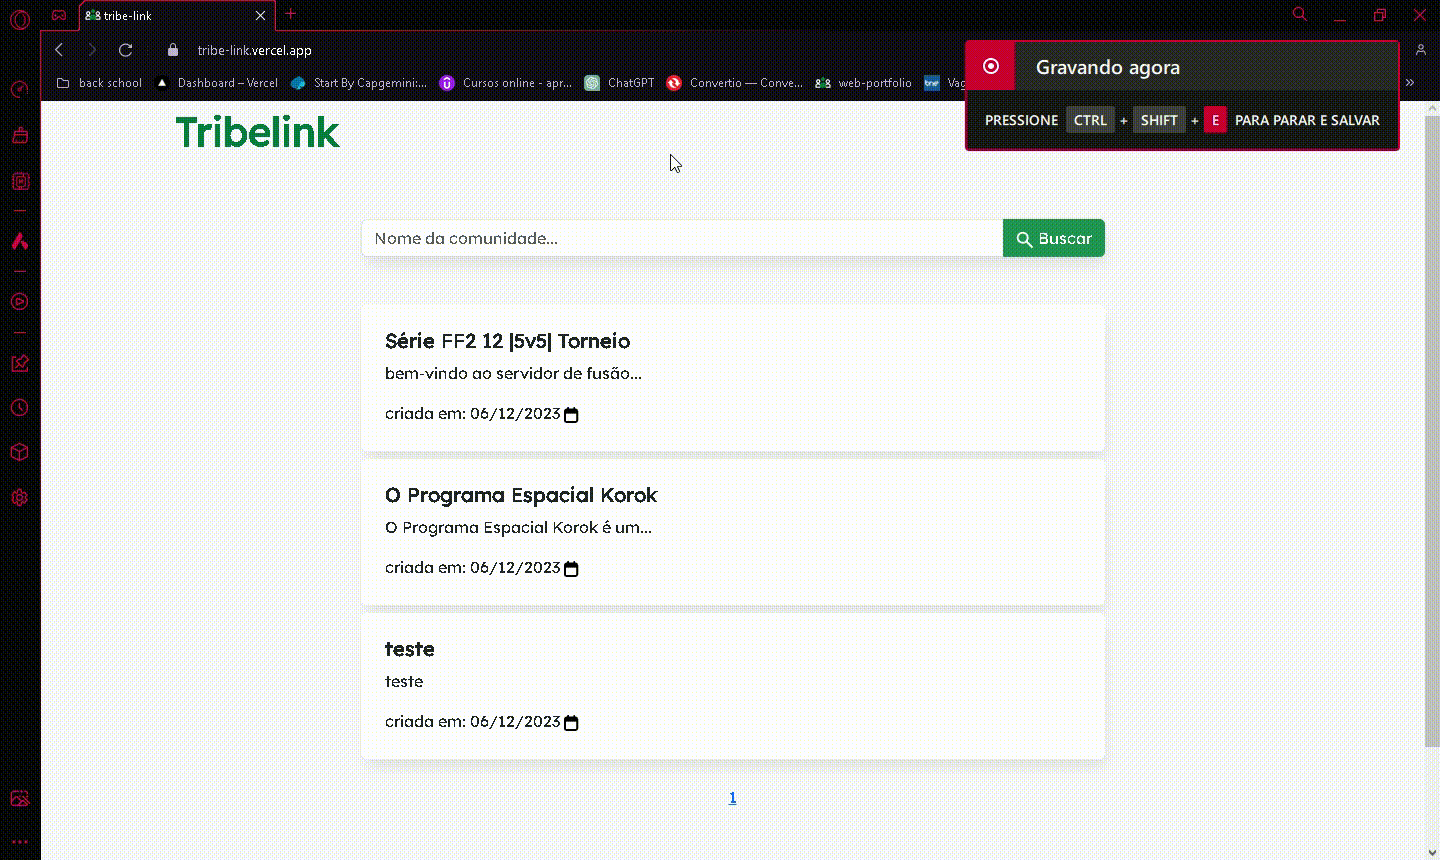 tribe-link
tribe-link.vercel.app
back school
Dashboard – Vercel
Start By Capgemini:...
Cursos online - apr...
ChatGPT
Convertio — Conve...
web-portfolio
Vag
Gravando agora
PRESSIONE CTRL + SHIFT + E PARA PARAR E SALVAR
Tribelink
Nome da comunidade...
Buscar
Série FF2 12 |5v5| Torneio
bem-vindo ao servidor de fusão...
criada em: 06/12/2023
O Programa Espacial Korok
O Programa Espacial Korok é um...
criada em: 06/12/2023
teste
teste
criada em: 06/12/2023
1